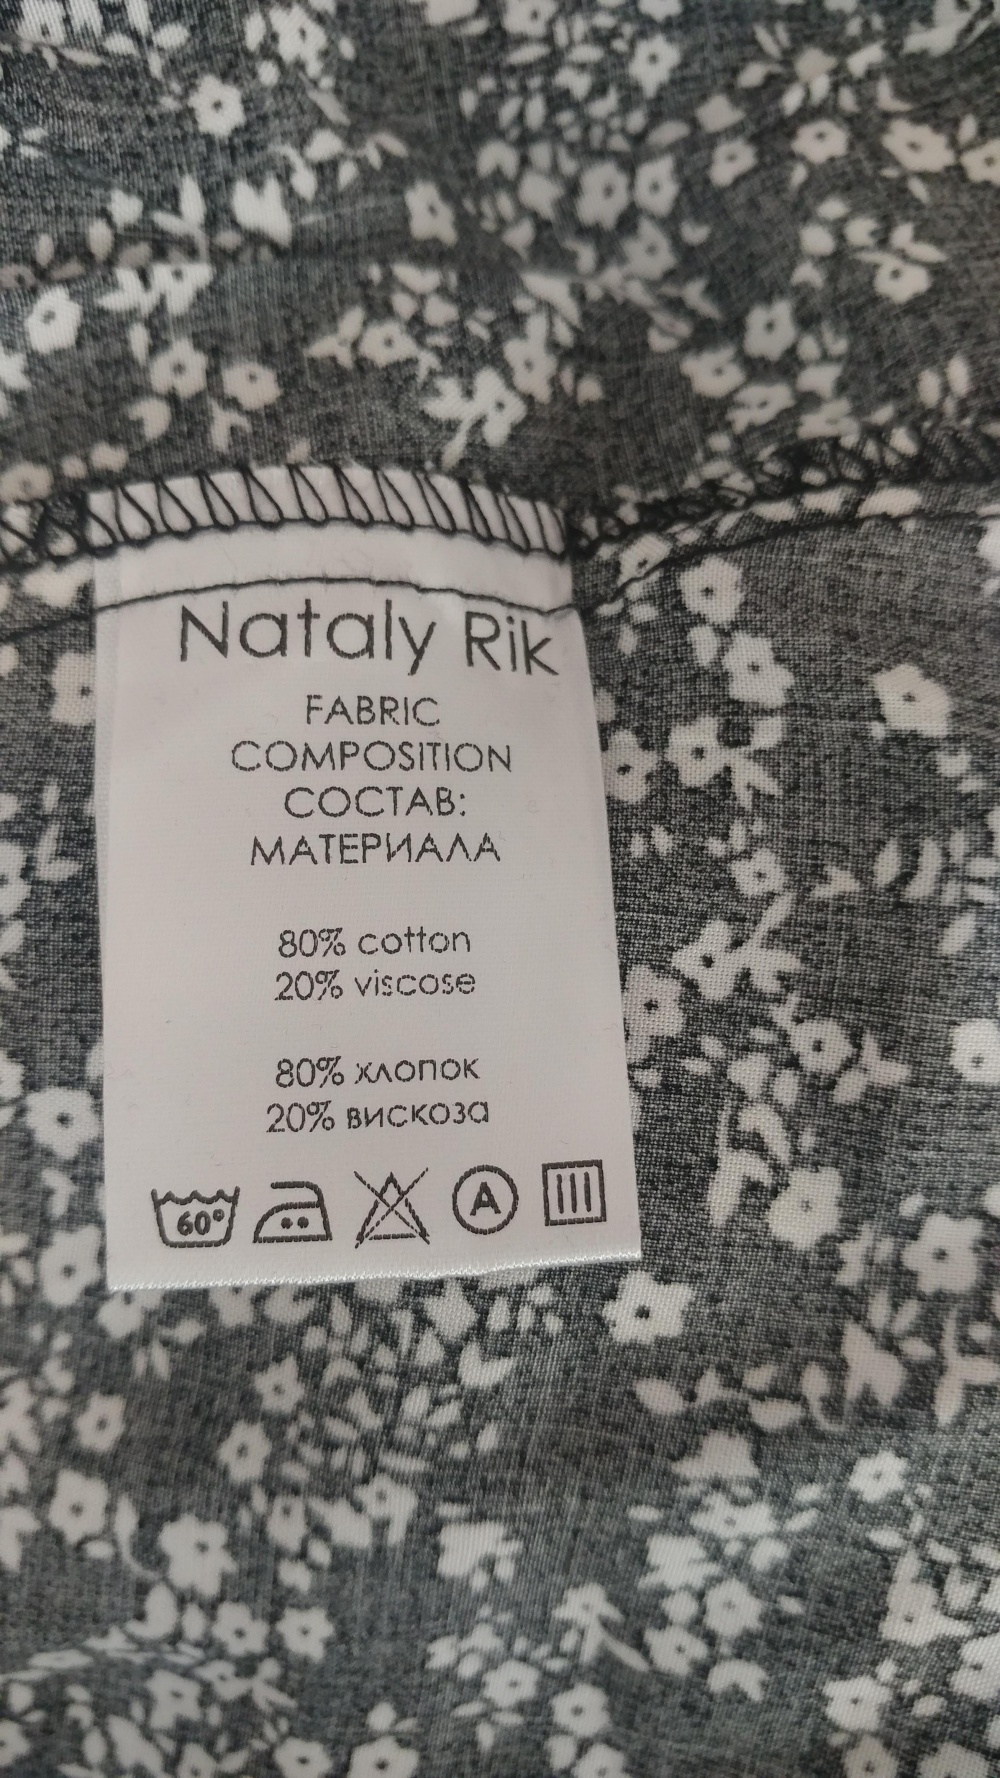 Nataly Rik
FABRIC
COMPOSITION
СОСТАВ:
МАТЕРИАЛА
80% cotton
20% viscose
80% хлопок
20% вискоза
60° A